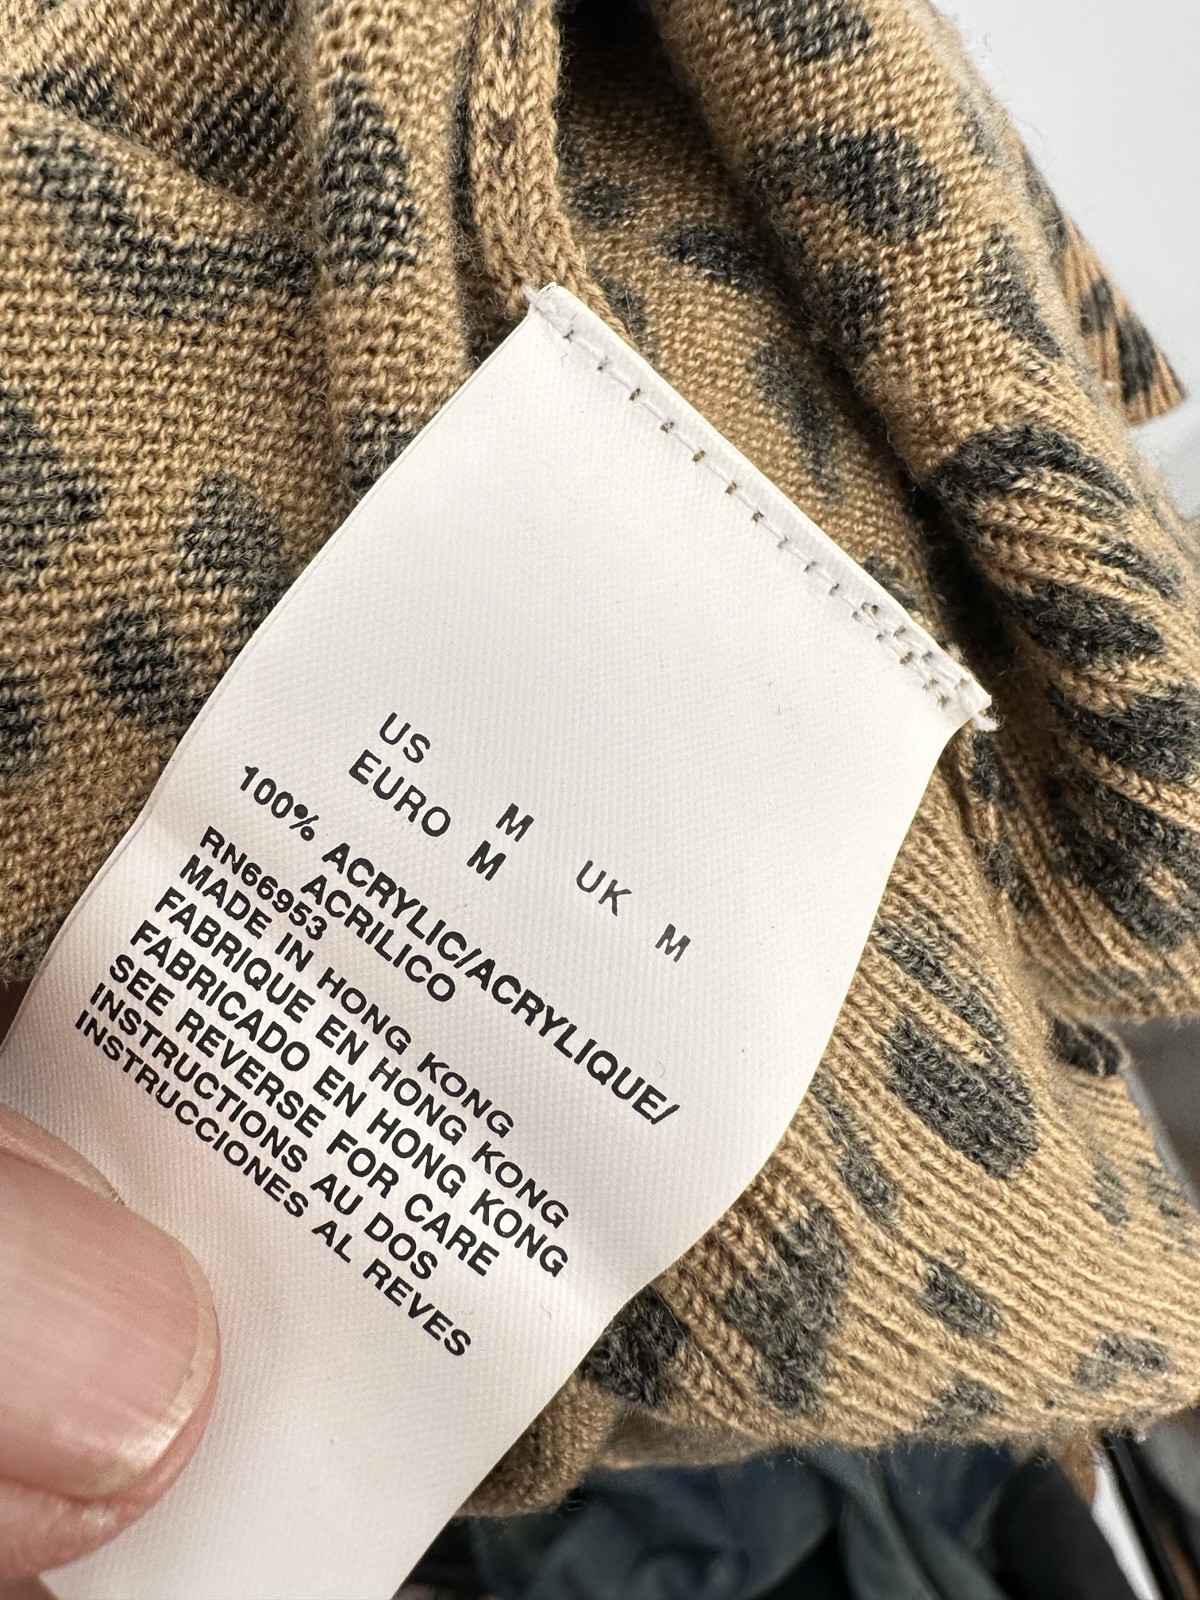 US M UK M
EURO M
100% ACRYLIC/ACRYLIQUE/
ACRILICO
RN66953
MADE IN HONG KONG
FABRIQUE EN HONG KONG
FABRICADO EN HONG KONG
SEE REVERSE FOR CARE
INSTRUCTIONS AU DOS
INSTRUCCIONES AL REVES